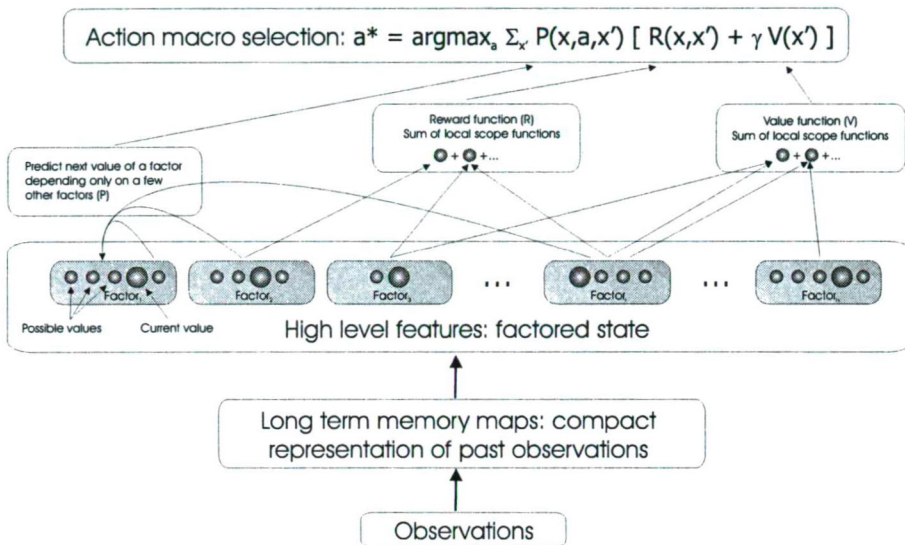 Action macro selection: a* = argmaxₐ Σₓ′ P(x,a,x′) [ R(x,x′) + γ V(x′) ]
Reward function (R)
Sum of local scope functions
+ +...
Value function (V)
Sum of local scope functions
+ +...
Predict next value of a factor
depending only on a few
other factors (P)
Factor₁
Factor₂
Factor₃
...
Factorᵢ
...
Factorₙ
Possible values
Current value
High level features: factored state
Long term memory maps: compact
representation of past observations
Observations